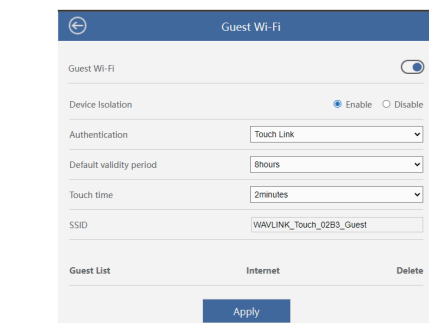 Guest Wi-Fi
Guest Wi-Fi
Device Isolation Enable Disable
Authentication Touch Link
Default validity period 8hours
Touch time 2minutes
SSID WAVLINK_Touch_02B3_Guest
Guest List Internet Delete
Apply